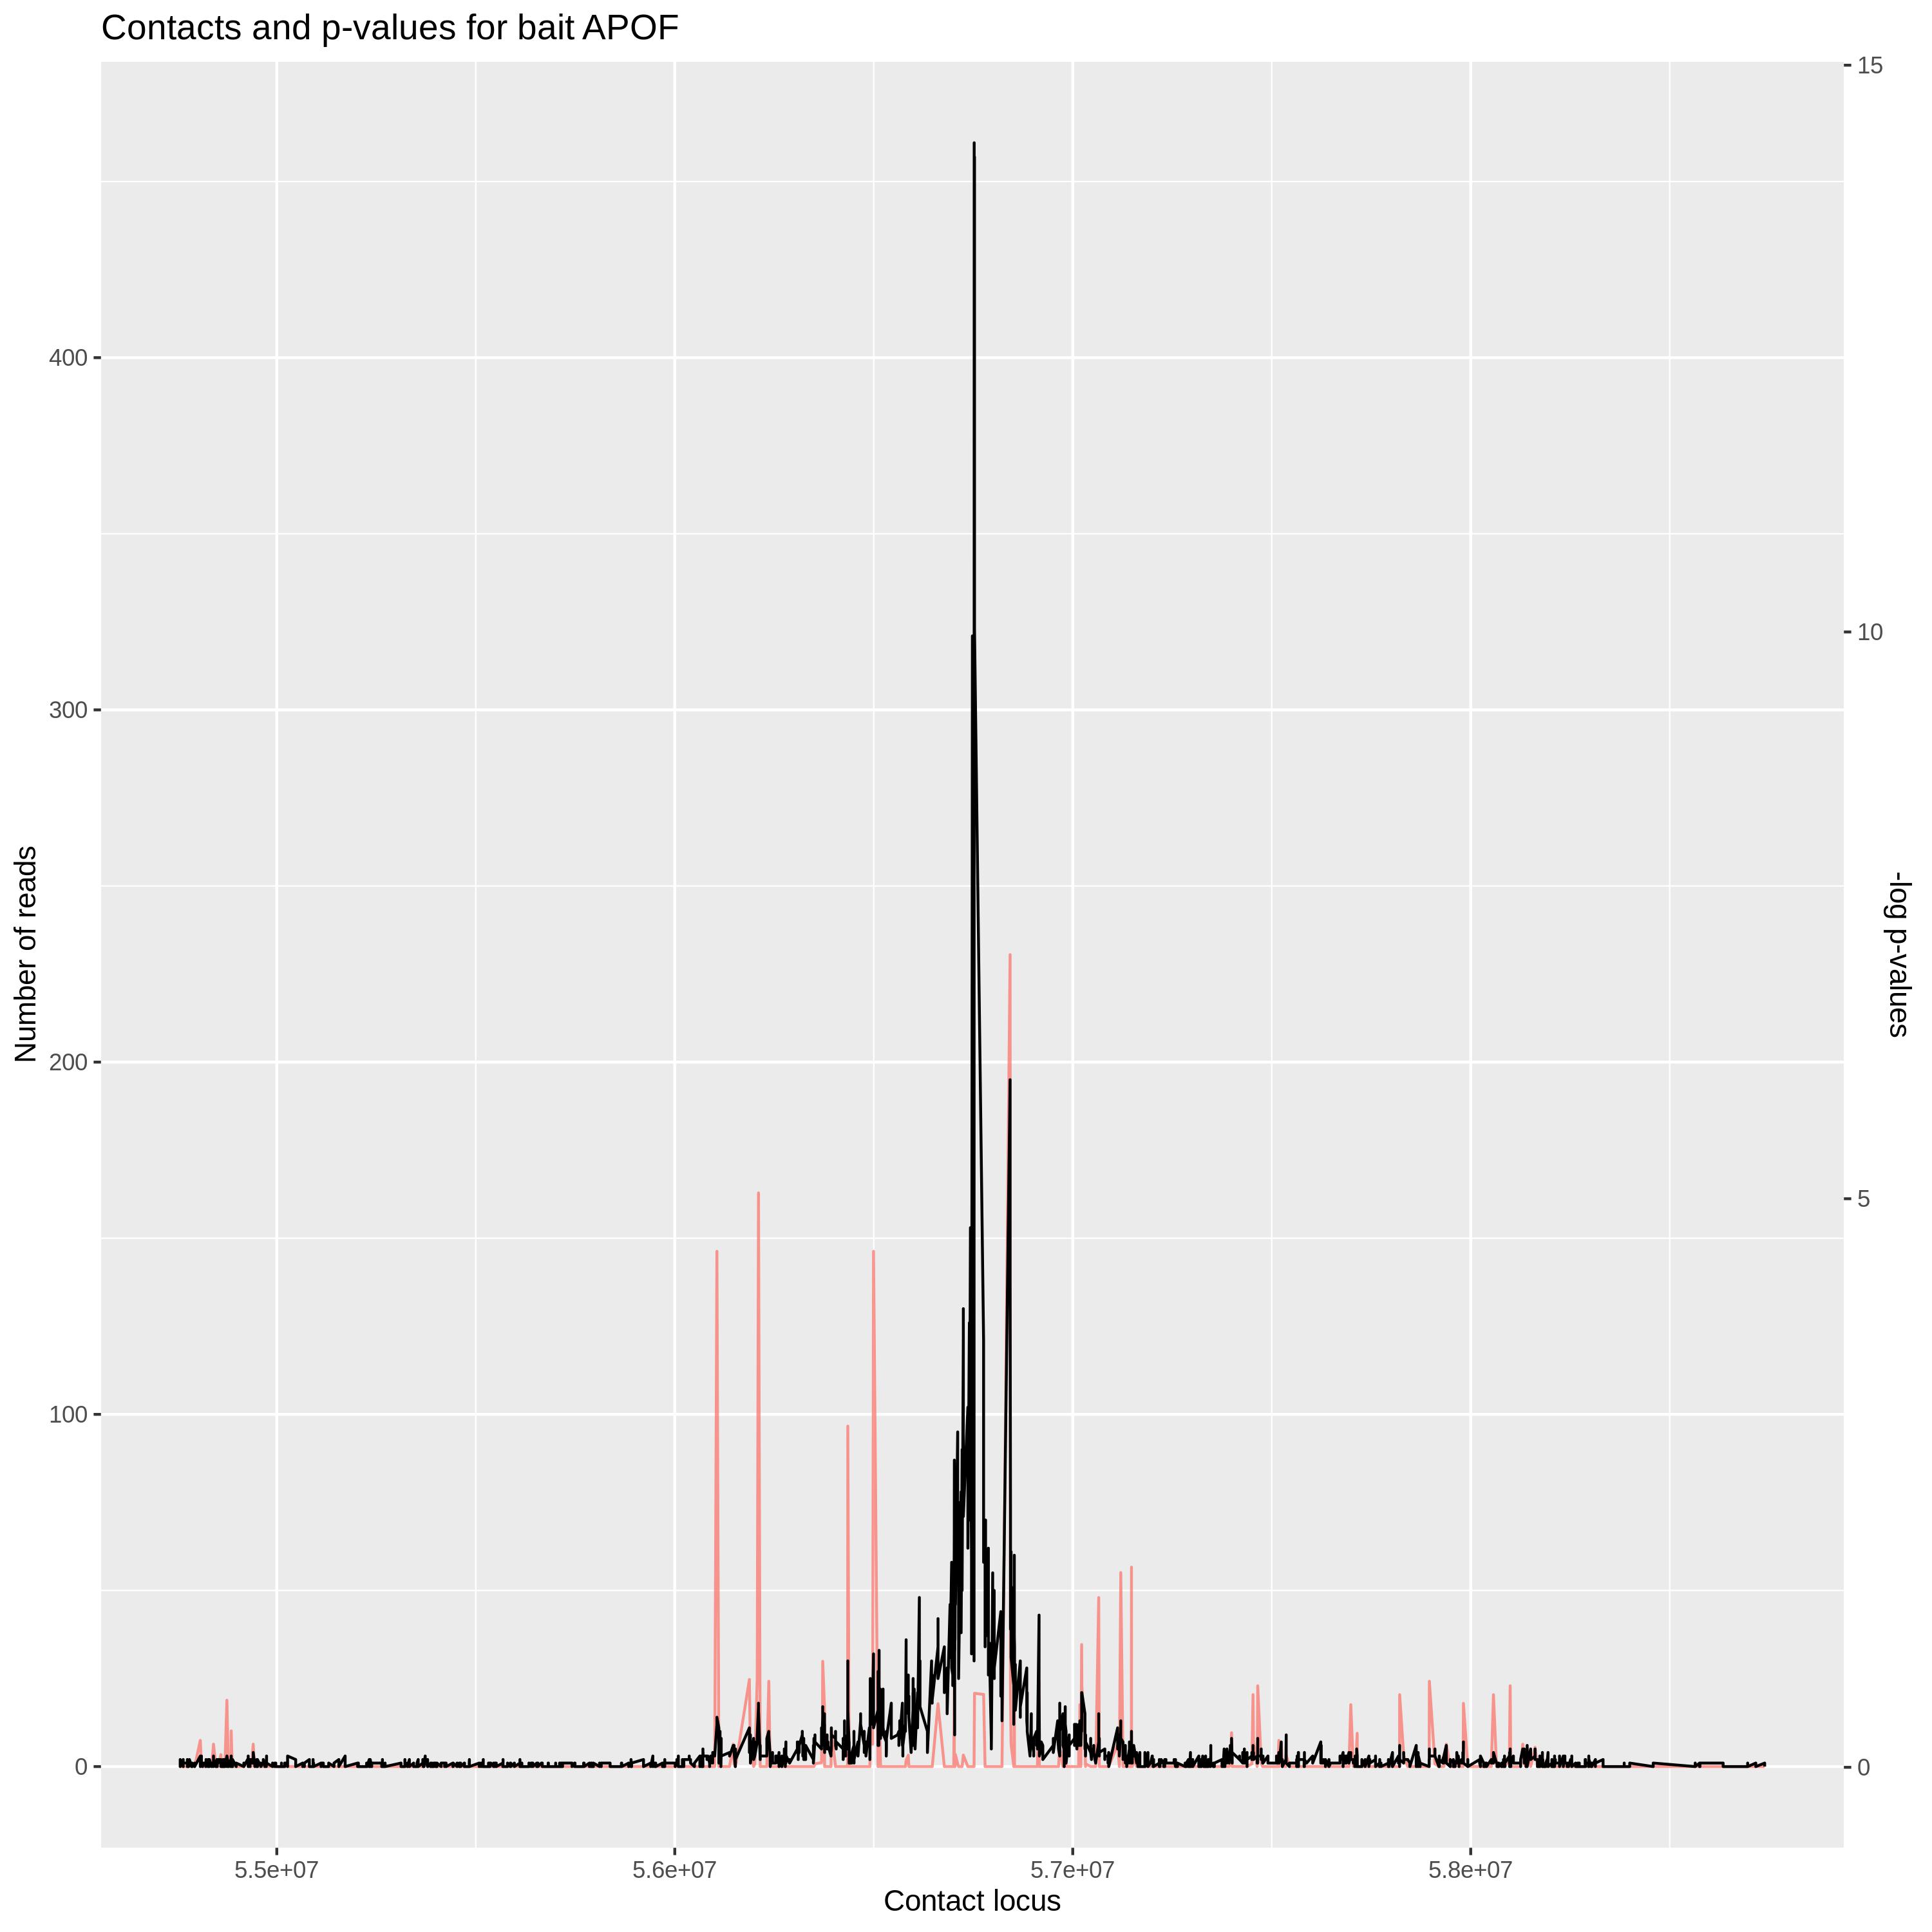 Contacts and p-values for bait APOF
15
400
10
300
Number of reads
-log p-values
200
5
100
0
0
5.5e+07 5.6e+07 5.7e+07 5.8e+07
Contact locus